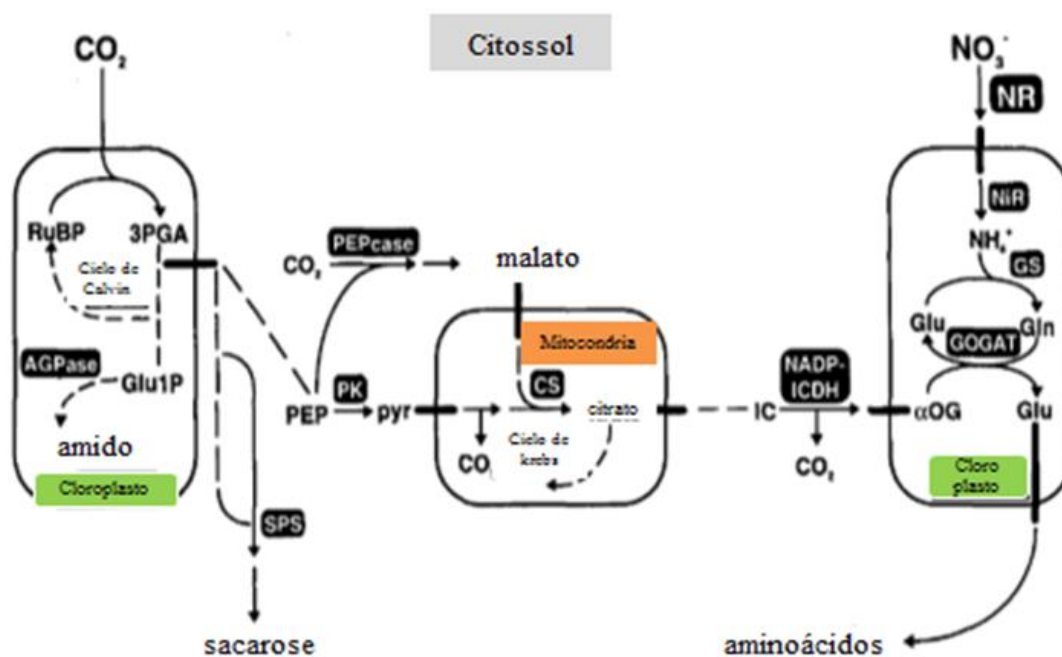 Citossol
CO₂
NO₃⁻
NR
RuBP 3PGA
Ciclo de
Calvin
AGPase
Glu1P
amido
Cloroplasto
SPS
sacarose
CO₂
PEPcase
malato
Mitocondria
PEP
PK
pyr
CS
citrato
CO
Ciclo de
krebs
IC
NADP-
ICDH
CO₂
NiR
NH₄⁺
GS
Glu Gln
GOGAT
αOG Glu
Cloro
plasto
aminoácidos